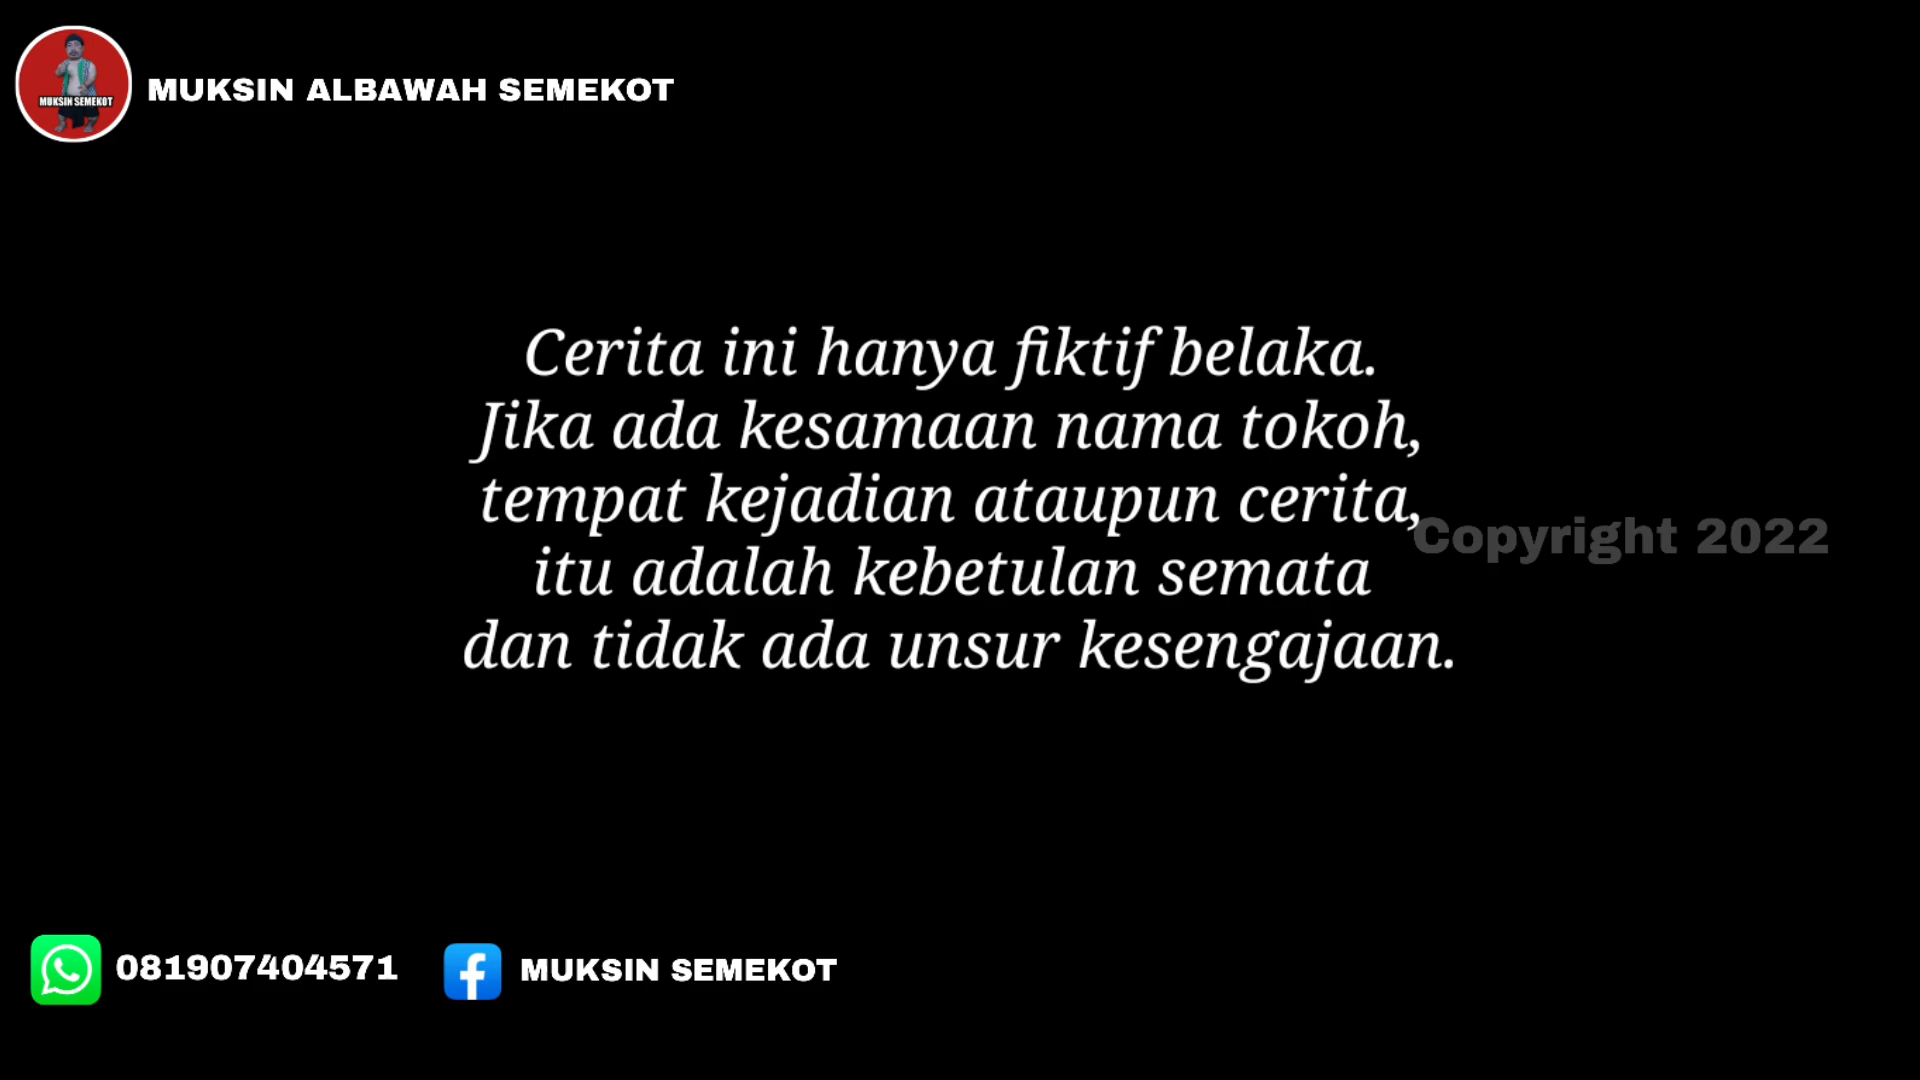 MUKSIN SEMEKOT
MUKSIN ALBAWAH SEMEKOT
Cerita ini hanya fiktif belaka.
Jika ada kesamaan nama tokoh,
tempat kejadian ataupun cerita,
itu adalah kebetulan semata
dan tidak ada unsur kesengajaan.
Copyright 2022
081907404571
MUKSIN SEMEKOT